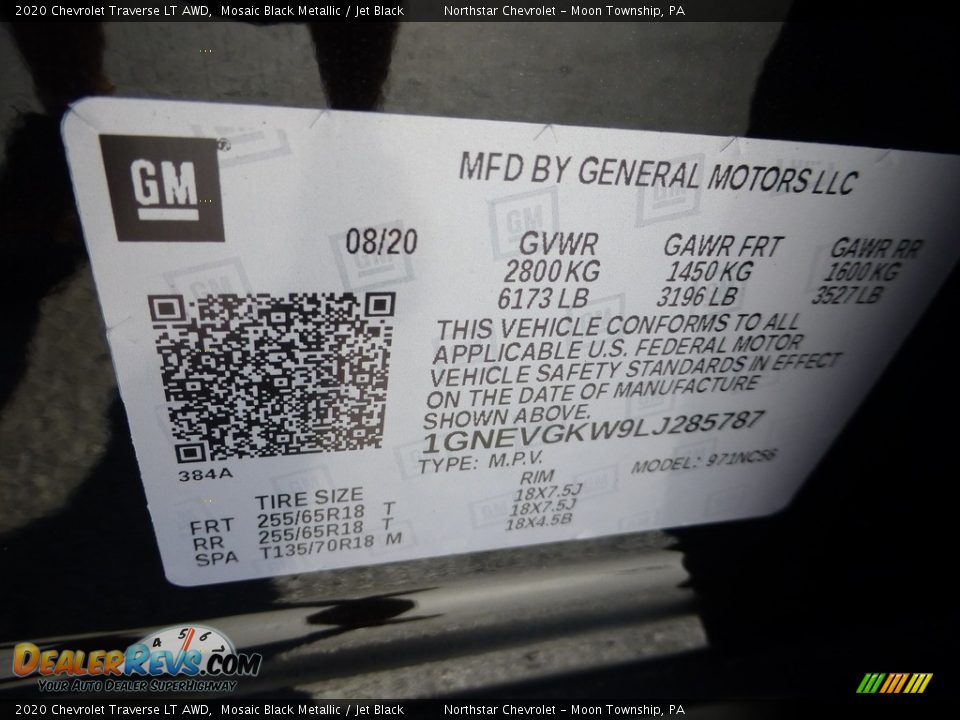 2020 Chevrolet Traverse LT AWD, Mosaic Black Metallic / Jet Black Northstar Chevrolet - Moon Township, PA
GM
MFD BY GENERAL MOTORS LLC
08/20 GVWR GAWR FRT GAWR RR
2800 KG 1450 KG 1600 KG
6173 LB 3196 LB 3527 LB
THIS VEHICLE CONFORMS TO ALL
APPLICABLE U.S. FEDERAL MOTOR
VEHICLE SAFETY STANDARDS IN EFFECT
ON THE DATE OF MANUFACTURE
SHOWN ABOVE.
1GNEVGKW9LJ285787
384A
TYPE: M.P.V. MODEL: 971NCS6
TIRE SIZE RIM
FRT 255/65R18 T 18X7.5J
RR 255/65R18 T 18X7.5J
SPA T135/70R18 M 18X4.5B
4 5 6
DEALERREVS.COM
YOUR AUTO DEALER SUPERHIGHWAY
2020 Chevrolet Traverse LT AWD, Mosaic Black Metallic / Jet Black Northstar Chevrolet - Moon Township, PA